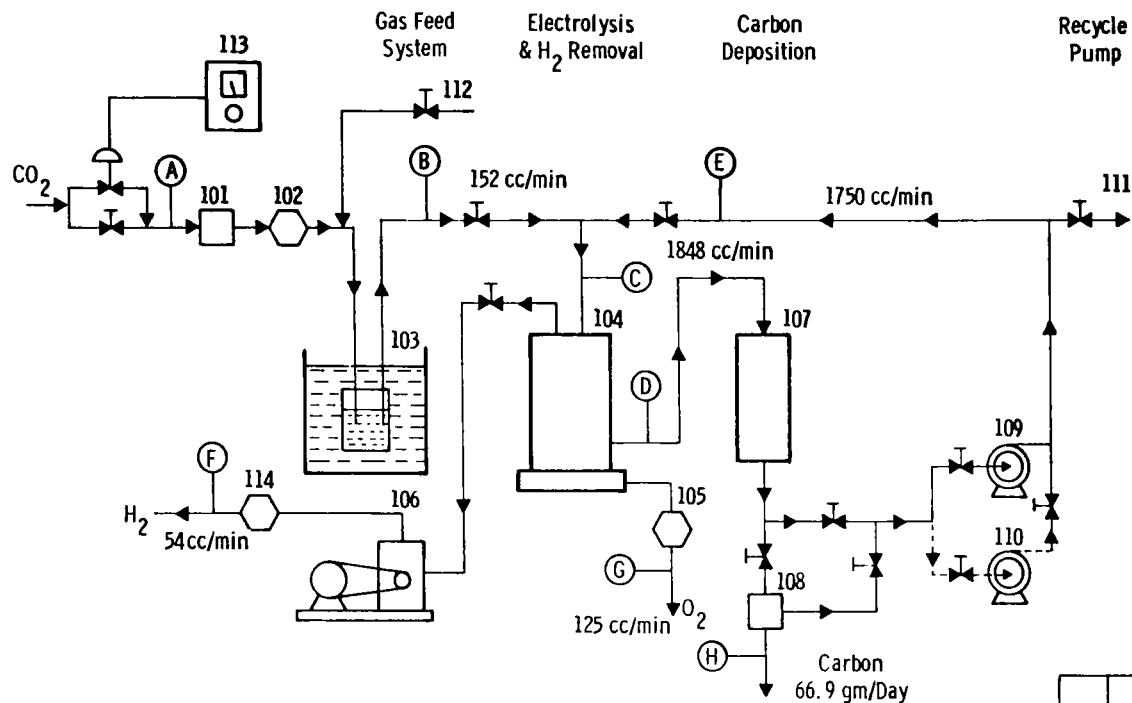 Gas Feed
System
Electrolysis
& H2 Removal
Carbon
Deposition
Recycle
Pump
113
112
CO2
A
101
102
B
152 cc/min
E
1750 cc/min
111
1848 cc/min
C
103
104
107
D
F
114
106
105
109
H2
54 cc/min
G
O2
125 cc/min
108
110
H
Carbon
66.9 gm/Day